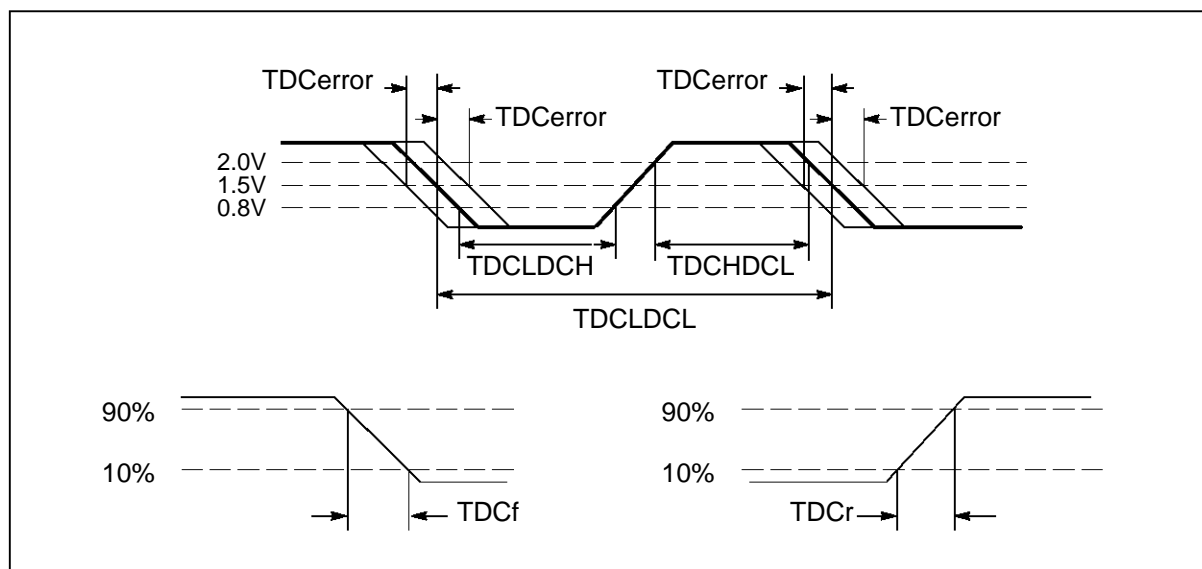 TDCerror
TDCerror
TDCerror
TDCerror
2.0V
1.5V
0.8V
TDCLDCH
TDCHDCL
TDCLDCL
90%
90%
10%
10%
TDCf
TDCr